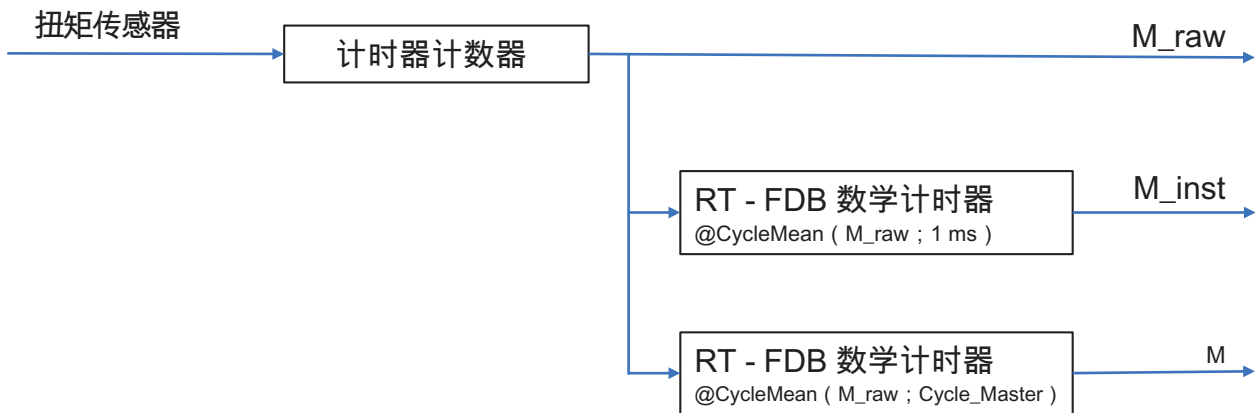 扭矩传感器
计时器计数器
M_raw
RT - FDB 数学计时器
@CycleMean ( M_raw ; 1 ms )
M_inst
RT - FDB 数学计时器
@CycleMean ( M_raw ; Cycle_Master )
M